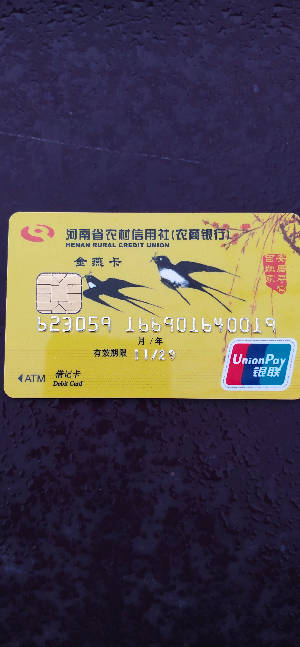 河南省农村信用社(农商银行)
HENAN RURAL CREDIT UNION
金燕卡
623059 166901640019
月/年
有效期限 11/29
ATM
借记卡
Debit Card
UnionPay
银联